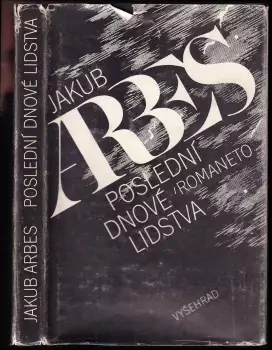 JAKUB ARBES POSLEDNÍ DNOVÉ LIDSTVA
JAKUB
ARBES
POSLEDNÍ
DNOVÉ /ROMANETO
LIDSTVA
VYŠEHRAD